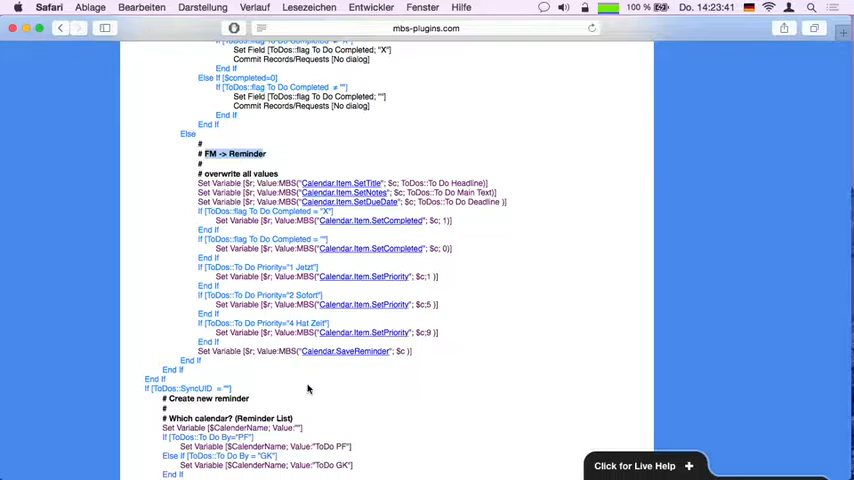 Safari Ablage Bearbeiten Darstellung Verlauf Lesezeichen Entwickler Fenster Hilfe 100 % Do. 14:23:41
mbs-plugins.com
Set Field [ToDos::flag To Do Completed; "X"]
Commit Records/Requests [No dialog]
End If
Else If [$completed=0]
If [ToDos::flag To Do Completed ≠ ""]
Set Field [ToDos::flag To Do Completed; ""]
Commit Records/Requests [No dialog]
End If
End If
Else
#
# FM -> Reminder
#
# overwrite all values
Set Variable [$r; Value:MBS("Calendar.Item.SetTitle"; $c; ToDos::To Do Headline)]
Set Variable [$r; Value:MBS("Calendar.Item.SetNotes"; $c; ToDos::To Do Main Text)]
Set Variable [$r; Value:MBS("Calendar.Item.SetDueDate"; $c; ToDos::To Do Deadline )]
If [ToDos::flag To Do Completed = "X"]
Set Variable [$r; Value:MBS("Calendar.Item.SetCompleted"; $c; 1)]
End If
If [ToDos::flag To Do Completed = ""]
Set Variable [$r; Value:MBS("Calendar.Item.SetCompleted"; $c; 0)]
End If
If [ToDos::To Do Priority="1 Jetzt"]
Set Variable [$r; Value:MBS("Calendar.Item.SetPriority"; $c;1 )]
End If
If [ToDos::To Do Priority="2 Sofort"]
Set Variable [$r; Value:MBS("Calendar.Item.SetPriority"; $c;5 )]
End If
If [ToDos::To Do Priority="4 Hat Zeit"]
Set Variable [$r; Value:MBS("Calendar.Item.SetPriority"; $c;9 )]
End If
Set Variable [$r; Value:MBS("Calendar.SaveReminder"; $c )]
End If
End If
End If
If [ToDos::SyncUID = ""]
# Create new reminder
#
# Which calendar? (Reminder List)
Set Variable [$CalenderName; Value:""]
If [ToDos::To Do By="PF"]
Set Variable [$CalenderName; Value:"ToDo PF"]
Else If [ToDos::To Do By = "GK"]
Set Variable [$CalenderName; Value:"ToDo GK"]
End If
Click for Live Help +